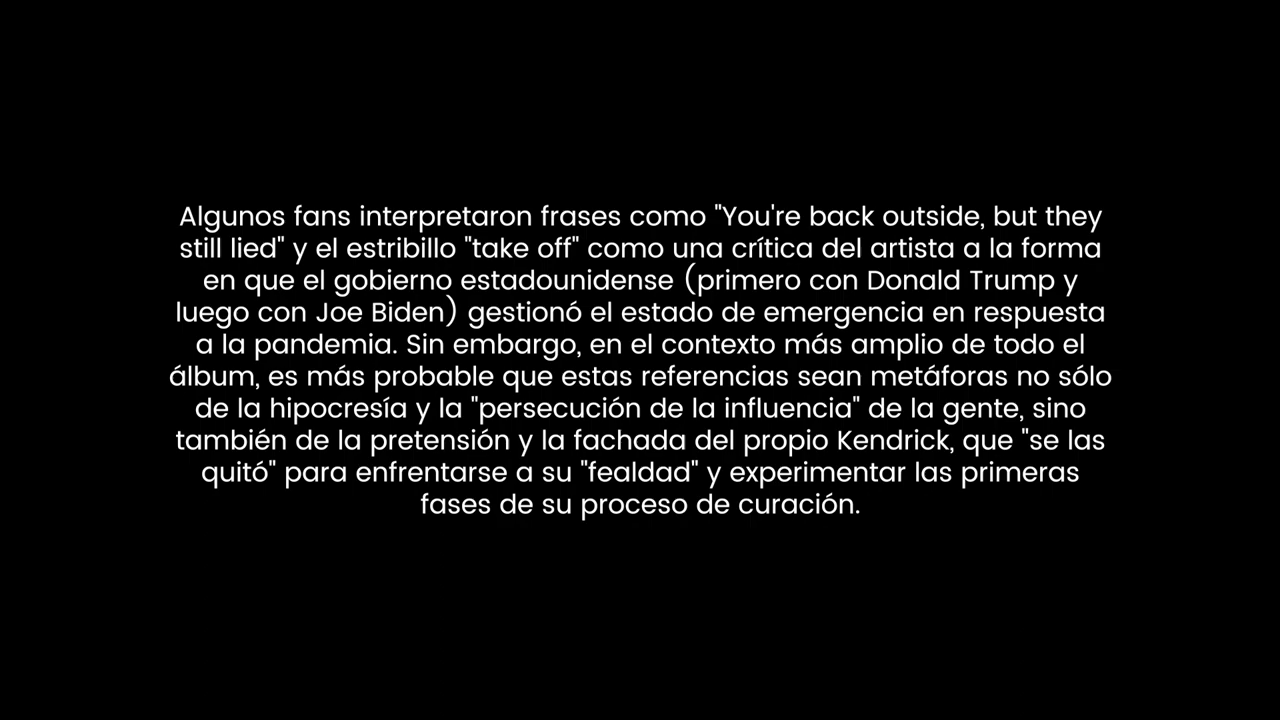 Algunos fans interpretaron frases como "You're back outside, but they
still lied" y el estribillo "take off" como una crítica del artista a la forma
en que el gobierno estadounidense (primero con Donald Trump y
luego con Joe Biden) gestionó el estado de emergencia en respuesta
a la pandemia. Sin embargo, en el contexto más amplio de todo el
álbum, es más probable que estas referencias sean metáforas no sólo
de la hipocresía y la "persecución de la influencia" de la gente, sino
también de la pretensión y la fachada del propio Kendrick, que "se las
quitó" para enfrentarse a su "fealdad" y experimentar las primeras
fases de su proceso de curación.